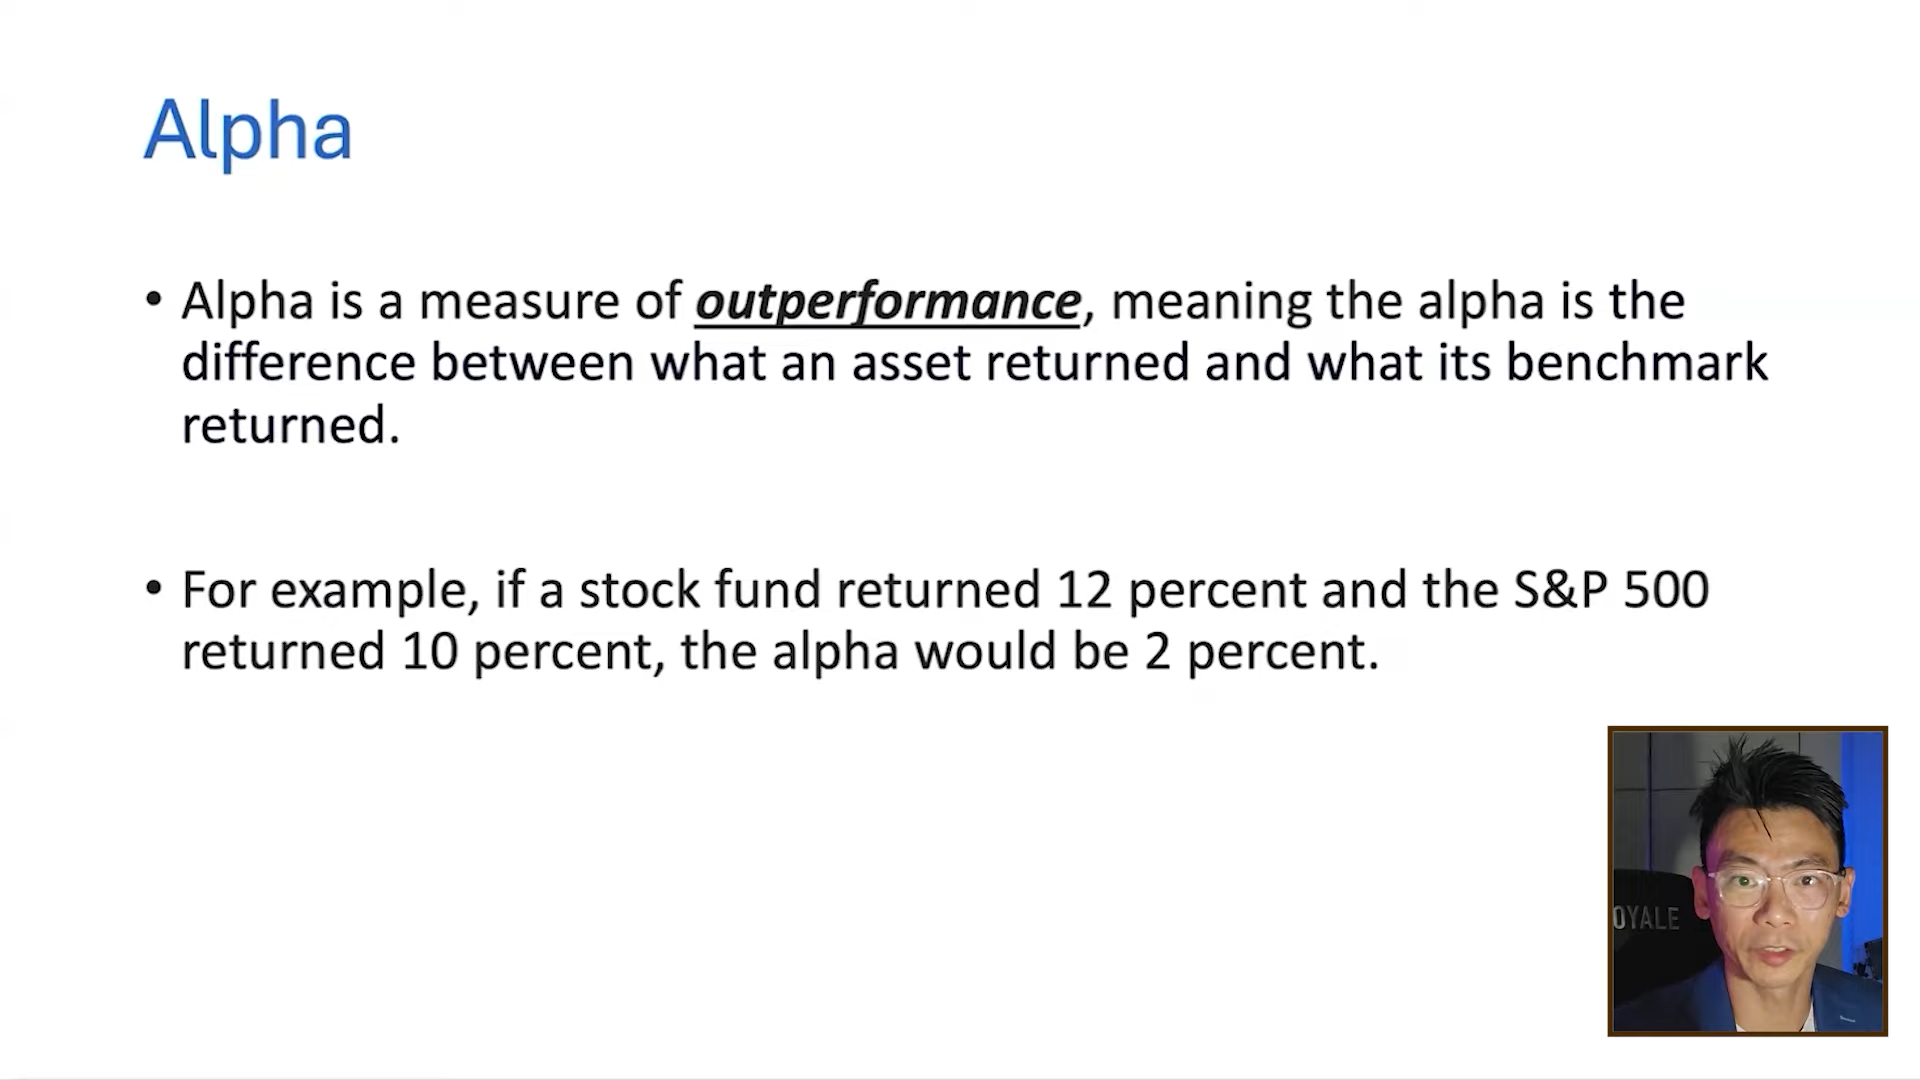 Alpha
• Alpha is a measure of outperformance, meaning the alpha is the
difference between what an asset returned and what its benchmark
returned.
• For example, if a stock fund returned 12 percent and the S&P 500
returned 10 percent, the alpha would be 2 percent.
OYALE